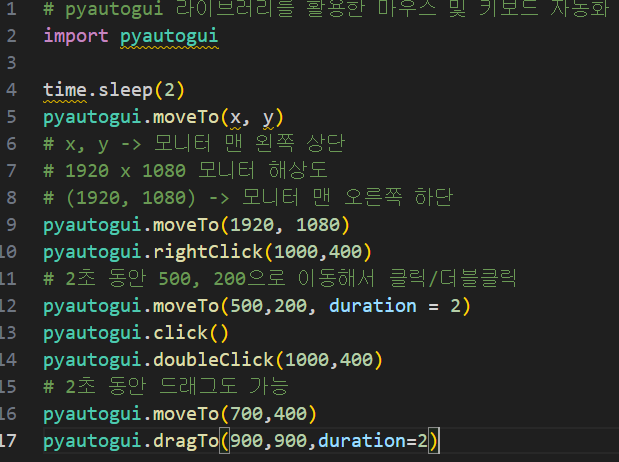 1 # pyautogui 라이브러리를 활용한 마우스 및 키보드 자동화
2 import pyautogui
3
4 time.sleep(2)
5 pyautogui.moveTo(x, y)
6 # x, y -> 모니터 맨 왼쪽 상단
7 # 1920 x 1080 모니터 해상도
8 # (1920, 1080) -> 모니터 맨 오른쪽 하단
9 pyautogui.moveTo(1920, 1080)
10 pyautogui.rightClick(1000,400)
11 # 2초 동안 500, 200으로 이동해서 클릭/더블클릭
12 pyautogui.moveTo(500,200, duration = 2)
13 pyautogui.click()
14 pyautogui.doubleClick(1000,400)
15 # 2초 동안 드래그도 가능
16 pyautogui.moveTo(700,400)
17 pyautogui.dragTo(900,900,duration=2)